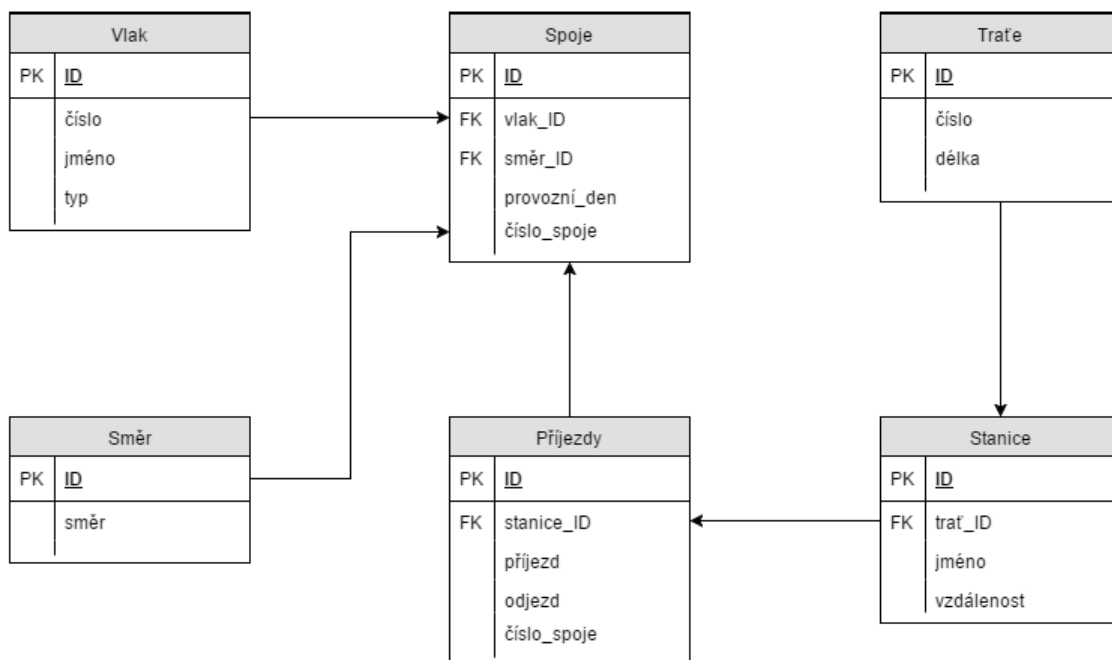 Vlak
PK ID
číslo
jméno
typ
Spoje
PK ID
FK vlak_ID
FK směr_ID
provozní_den
číslo_spoje
Traťe
PK ID
číslo
délka
Směr
PK ID
směr
Příjezdy
PK ID
FK stanice_ID
příjezd
odjezd
číslo_spoje
Stanice
PK ID
FK trať_ID
jméno
vzdálenost